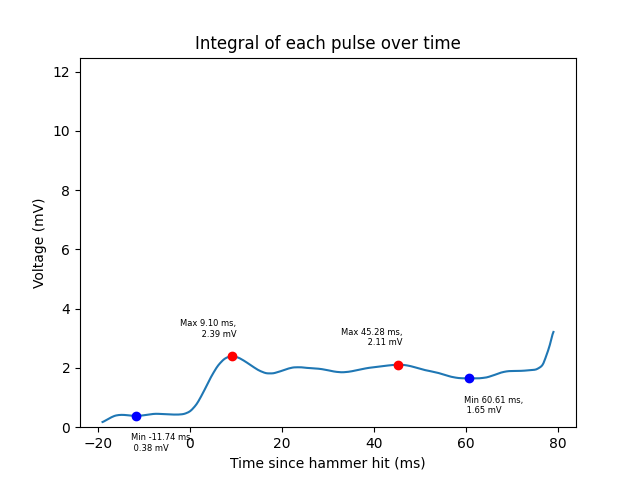 Integral of each pulse over time
Voltage (mV)
12
10
8
6
4
2
0
Max 9.10 ms,
2.39 mV
Max 45.28 ms,
2.11 mV
Min 60.61 ms,
1.65 mV
Min -11.74 ms,
0.38 mV
−20 0 20 40 60 80
Time since hammer hit (ms)